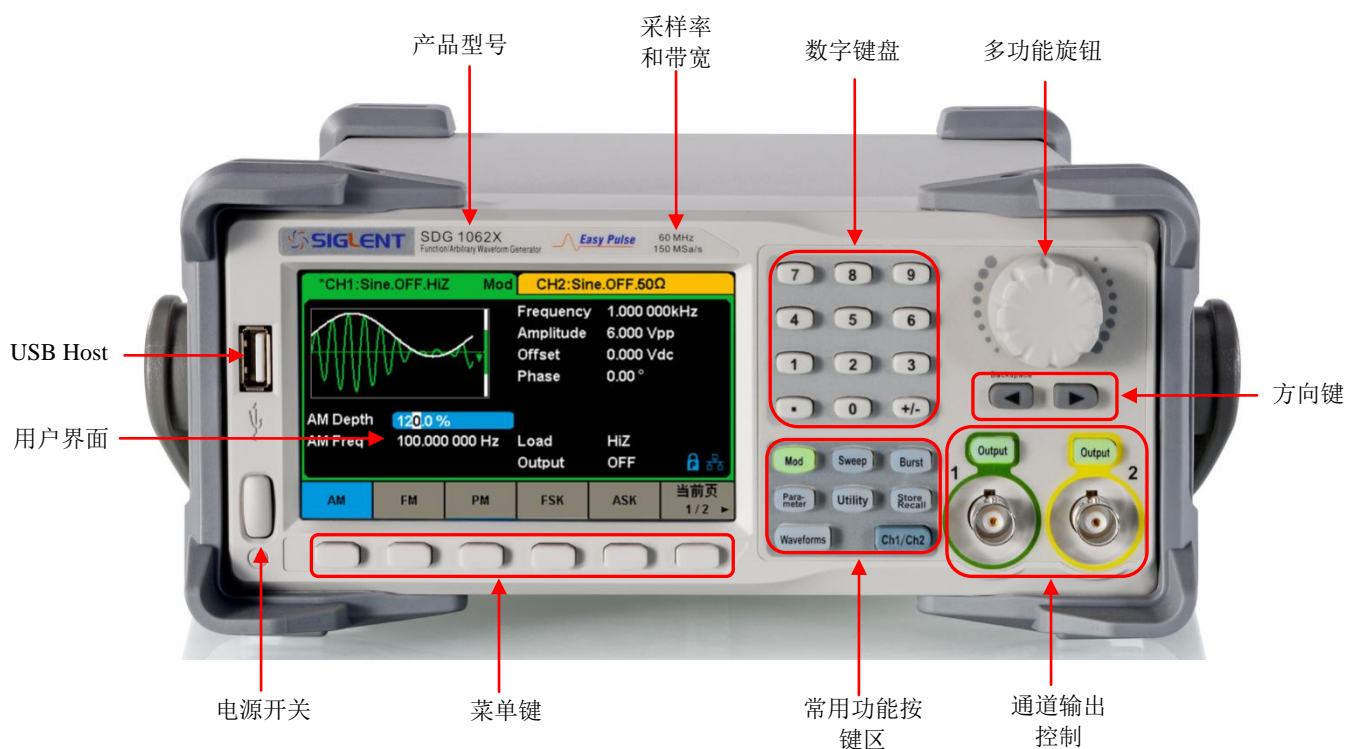 产品型号
采样率
和带宽
数字键盘
多功能旋钮
SIGLENT
SDG 1062X
Function/Arbitrary Waveform Generator
Easy Pulse
60 MHz
150 MSa/s
CH1:Sine.OFF.HiZ Mod
CH2:Sine.OFF.50Ω
Frequency 1.000 000kHz
Amplitude 6.000 Vpp
Offset 0.000 Vdc
Phase 0.00 °
AM Depth 120.0 %
AM Freq 100.000 000 Hz
Load HiZ
Output OFF
AM FM PM FSK ASK 当前页
1/2 ►
7 8 9
4 5 6
1 2 3
. 0 +/-
Backspace
Mod Sweep Burst
Para-
meter
Utility
Store
Recall
Waveforms
Ch1/Ch2
Output
Output
1
2
USB Host
用户界面
方向键
电源开关
菜单键
常用功能按
键区
通道输出
控制